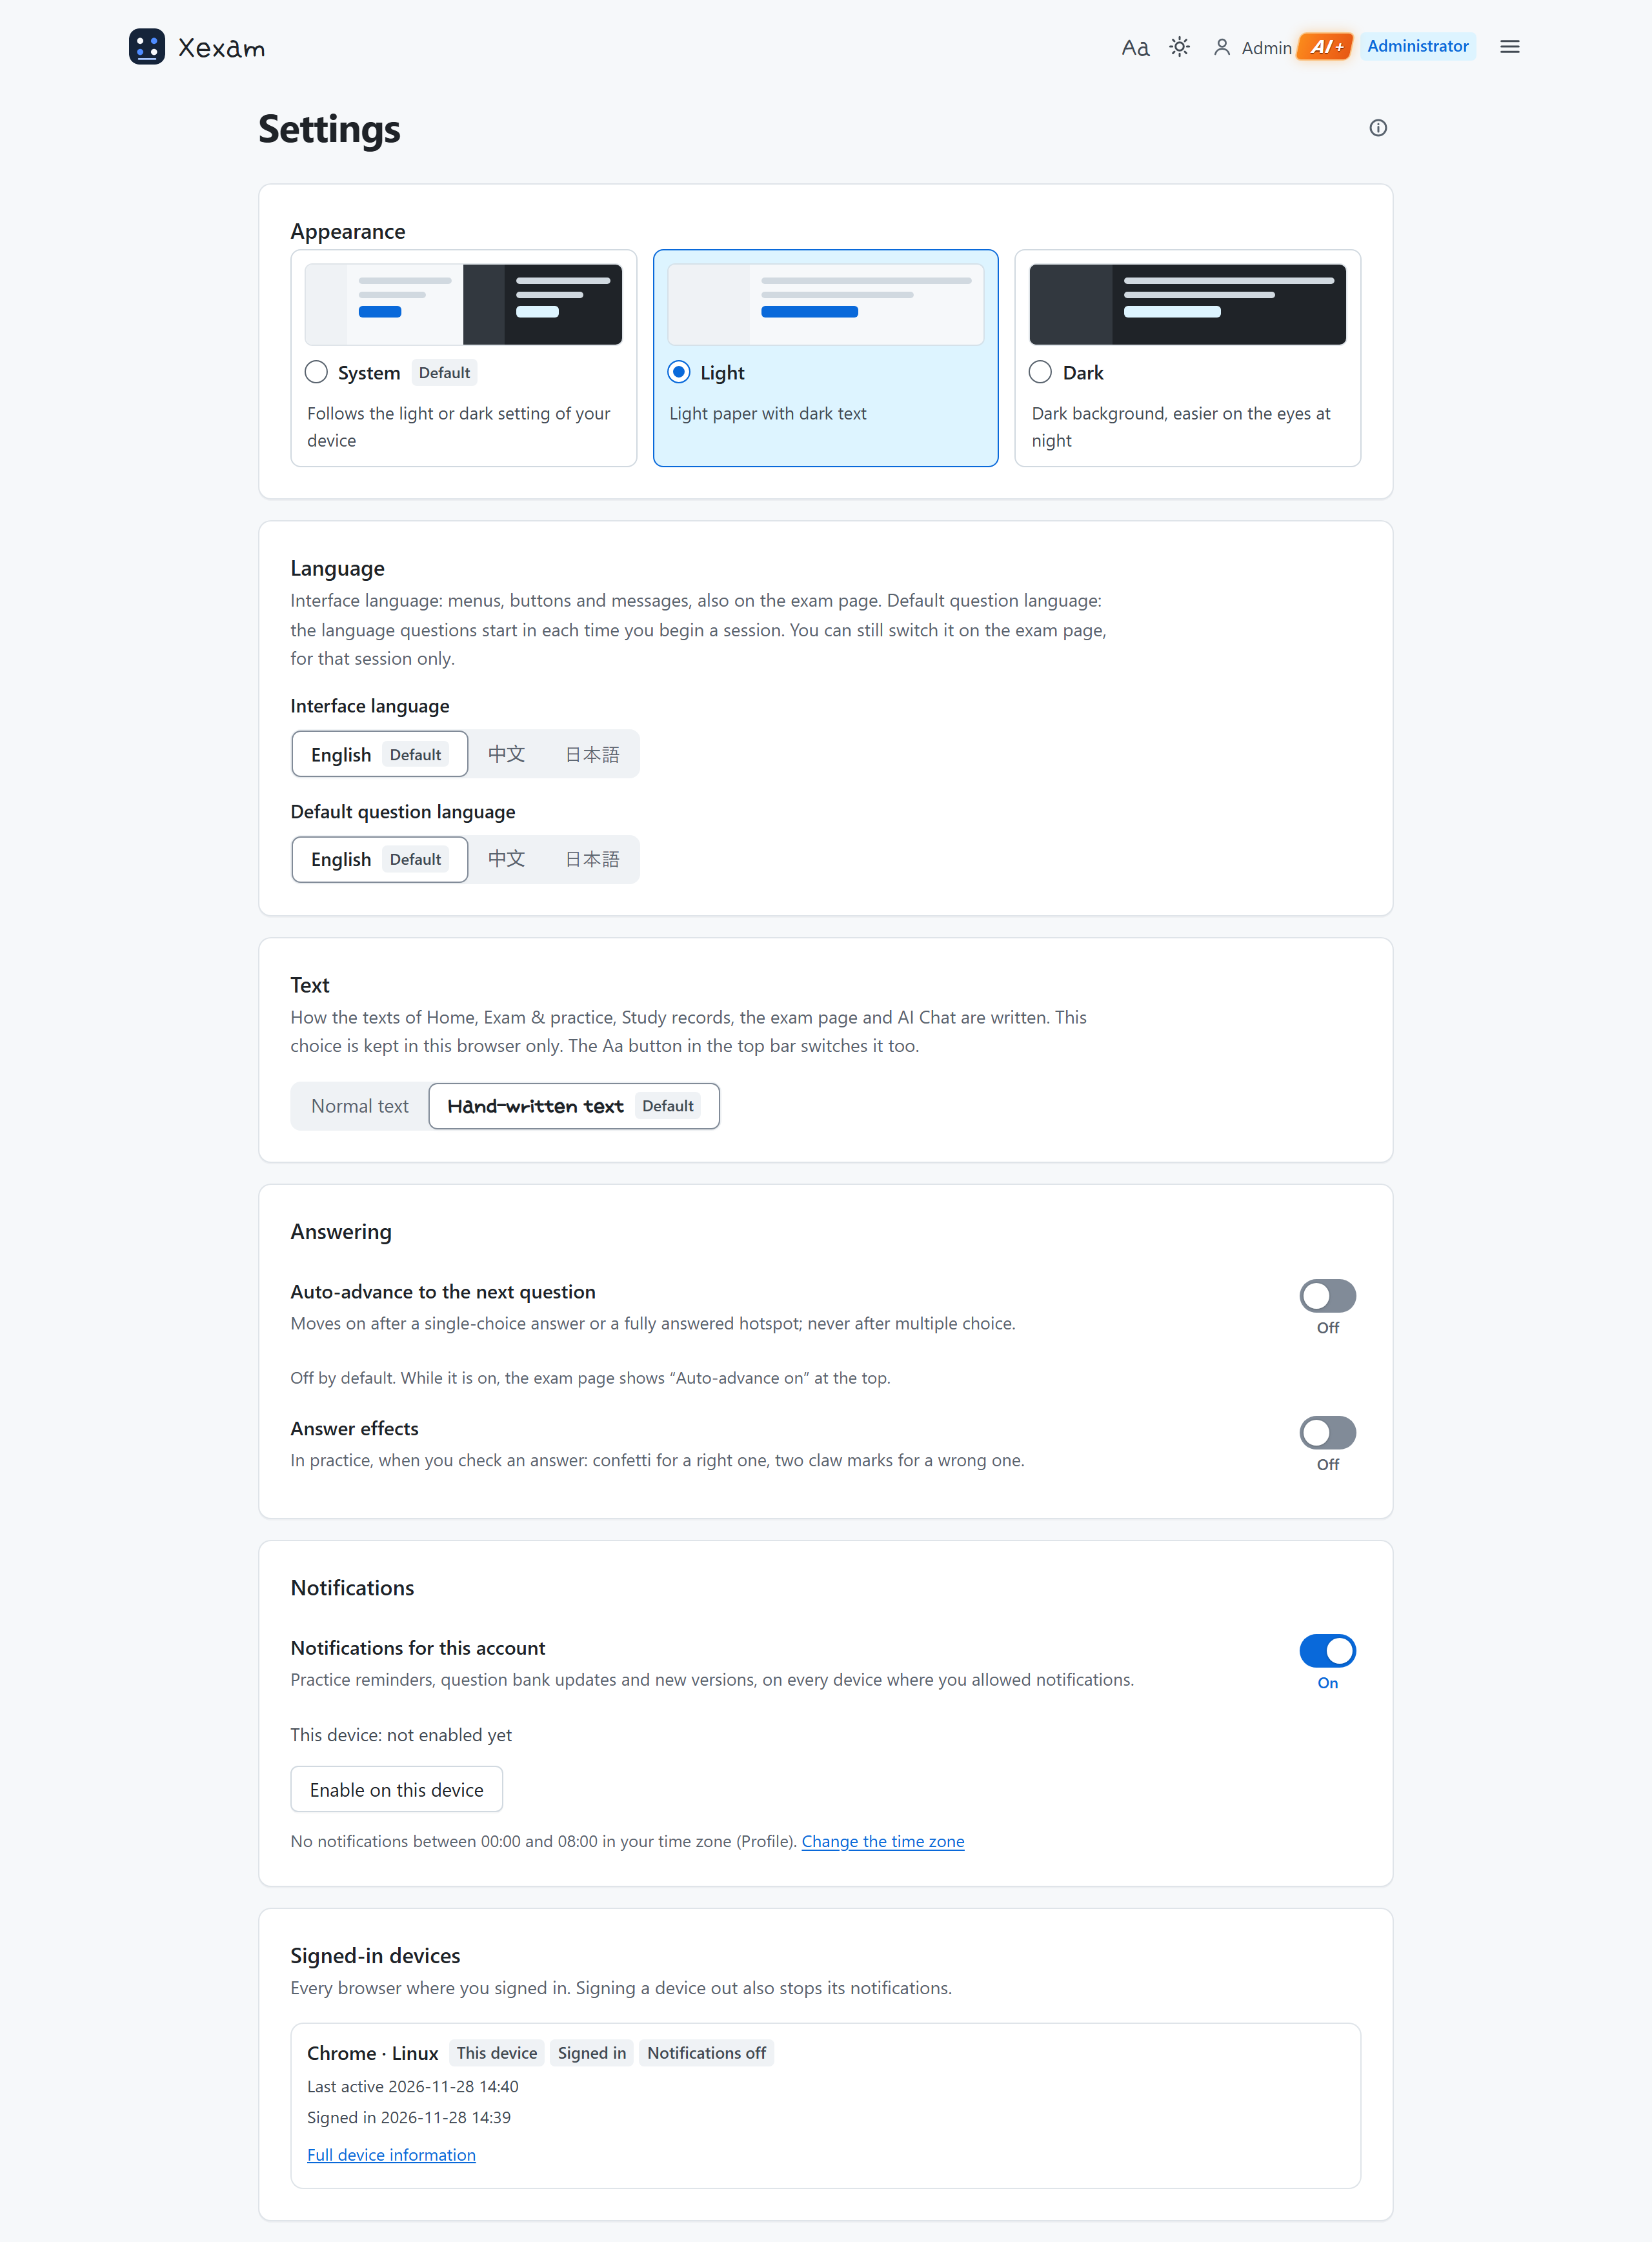 Xexam
Aa Admin AI+ Administrator
Settings
Appearance
System Default
Follows the light or dark setting of your
device
Light
Light paper with dark text
Dark
Dark background, easier on the eyes at
night
Language
Interface language: menus, buttons and messages, also on the exam page. Default question language:
the language questions start in each time you begin a session. You can still switch it on the exam page,
for that session only.
Interface language
English Default 中文 日本語
Default question language
English Default 中文 日本語
Text
How the texts of Home, Exam & practice, Study records, the exam page and AI Chat are written. This
choice is kept in this browser only. The Aa button in the top bar switches it too.
Normal text Hand-written text Default
Answering
Auto-advance to the next question
Moves on after a single-choice answer or a fully answered hotspot; never after multiple choice.
Off
Off by default. While it is on, the exam page shows “Auto-advance on” at the top.
Answer effects
In practice, when you check an answer: confetti for a right one, two claw marks for a wrong one.
Off
Notifications
Notifications for this account
Practice reminders, question bank updates and new versions, on every device where you allowed notifications.
On
This device: not enabled yet
Enable on this device
No notifications between 00:00 and 08:00 in your time zone (Profile). Change the time zone
Signed-in devices
Every browser where you signed in. Signing a device out also stops its notifications.
Chrome · Linux This device Signed in Notifications off
Last active 2026-11-28 14:40
Signed in 2026-11-28 14:39
Full device information